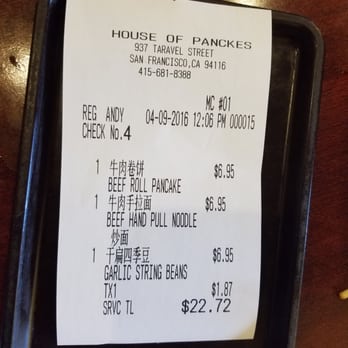 HOUSE OF PANCKES
937 TARAVEL STREET
SAN FRANCISCO,CA 94116
415-681-8388
MC #01
REG ANDY 04-09-2016 12:06 PM 000015
CHECK No.4
1 牛肉卷饼 $6.95
BEEF ROLL PANCAKE
1 牛肉手拉面 $6.95
BEEF HAND PULL NOODLE
炒面
1 干扁四季豆 $6.95
GARLIC STRING BEANS
TX1 $1.87
SRVC TL $22.72